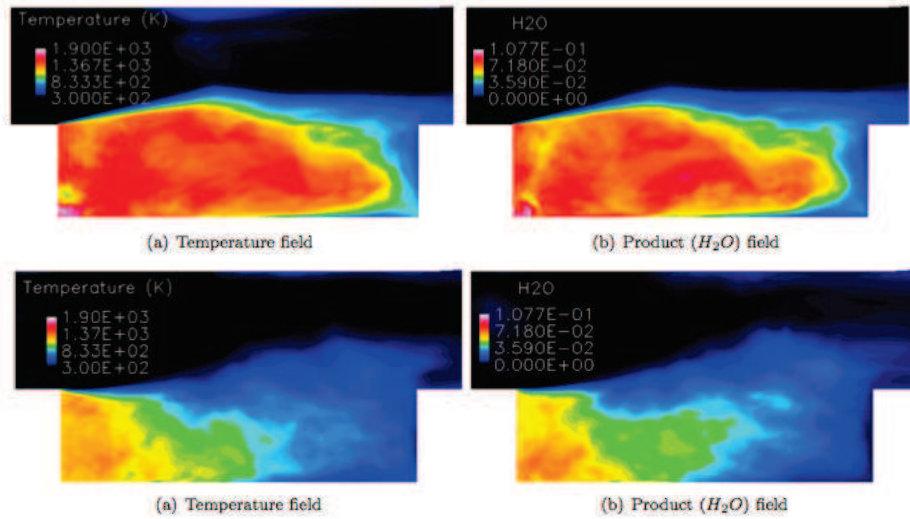 Temperature (K)
1.900E+03
1.367E+03
8.333E+02
3.000E+02
H2O
1.077E-01
7.180E-02
3.590E-02
0.000E+00
(a) Temperature field
(b) Product (H₂O) field
Temperature (K)
1.90E+03
1.37E+03
8.33E+02
3.00E+02
H2O
1.077E-01
7.180E-02
3.590E-02
0.000E+00
(a) Temperature field
(b) Product (H₂O) field